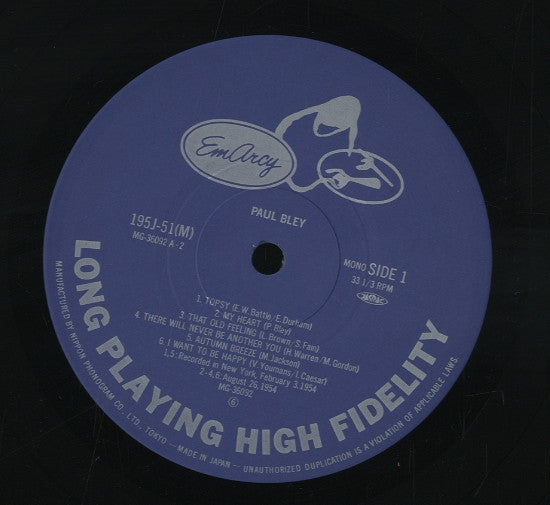 EmArcy
PAUL BLEY
195J-51(M)
MG-36092 A-2
MONO SIDE 1
33 1/3 RPM
1. TOPSY (E.W. Battle/E. Durham)
2. MY HEART (P. Bley)
3. THAT OLD FEELING (L. Brown/S. Fain)
4. THERE WILL NEVER BE ANOTHER YOU (H. Warren/M. Gordon)
5. AUTUMN BREEZE (M. Jackson)
6. I WANT TO BE HAPPY (V. Youmans/I. Caesar)
1,5: Recorded in New York, February 3, 1954
2-4,6: August 26, 1954
MG-36092
6
LONG PLAYING HIGH FIDELITY
MANUFACTURED BY NIPPON PHONOGRAM CO., LTD., TOKYO — MADE IN JAPAN — UNAUTHORIZED DUPLICATION IS A VIOLATION OF APPLICABLE LAWS.